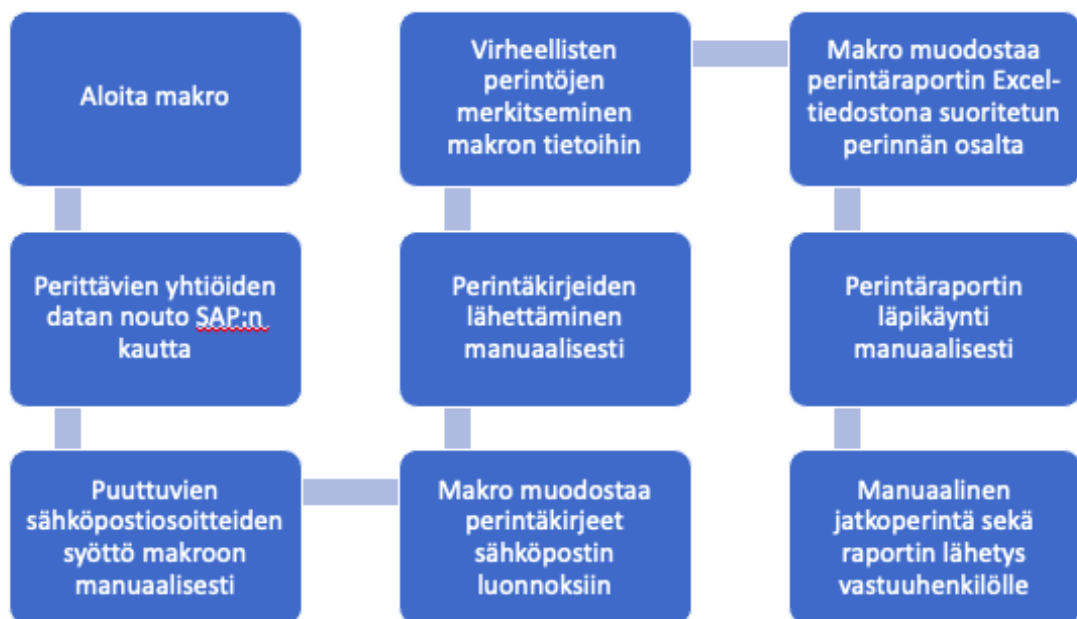 Aloita makro
Perittävien yhtiöiden
datan nouto SAP:n
kautta
Puuttuvien
sähköpostiosoitteiden
syöttö makroon
manuaalisesti
Makro muodostaa
perintäkirjeet
sähköpostin
luonnoksiin
Perintäkirjeiden
lähettäminen
manuaalisesti
Virheellisten
perintöjen
merkitseminen
makron tietoihin
Makro muodostaa
perintäraportin Excel-
tiedostona suoritetun
perinnän osalta
Perintäraportin
läpikäynti
manuaalisesti
Manuaalinen
jatkoperintä sekä
raportin lähetys
vastuuhenkilölle